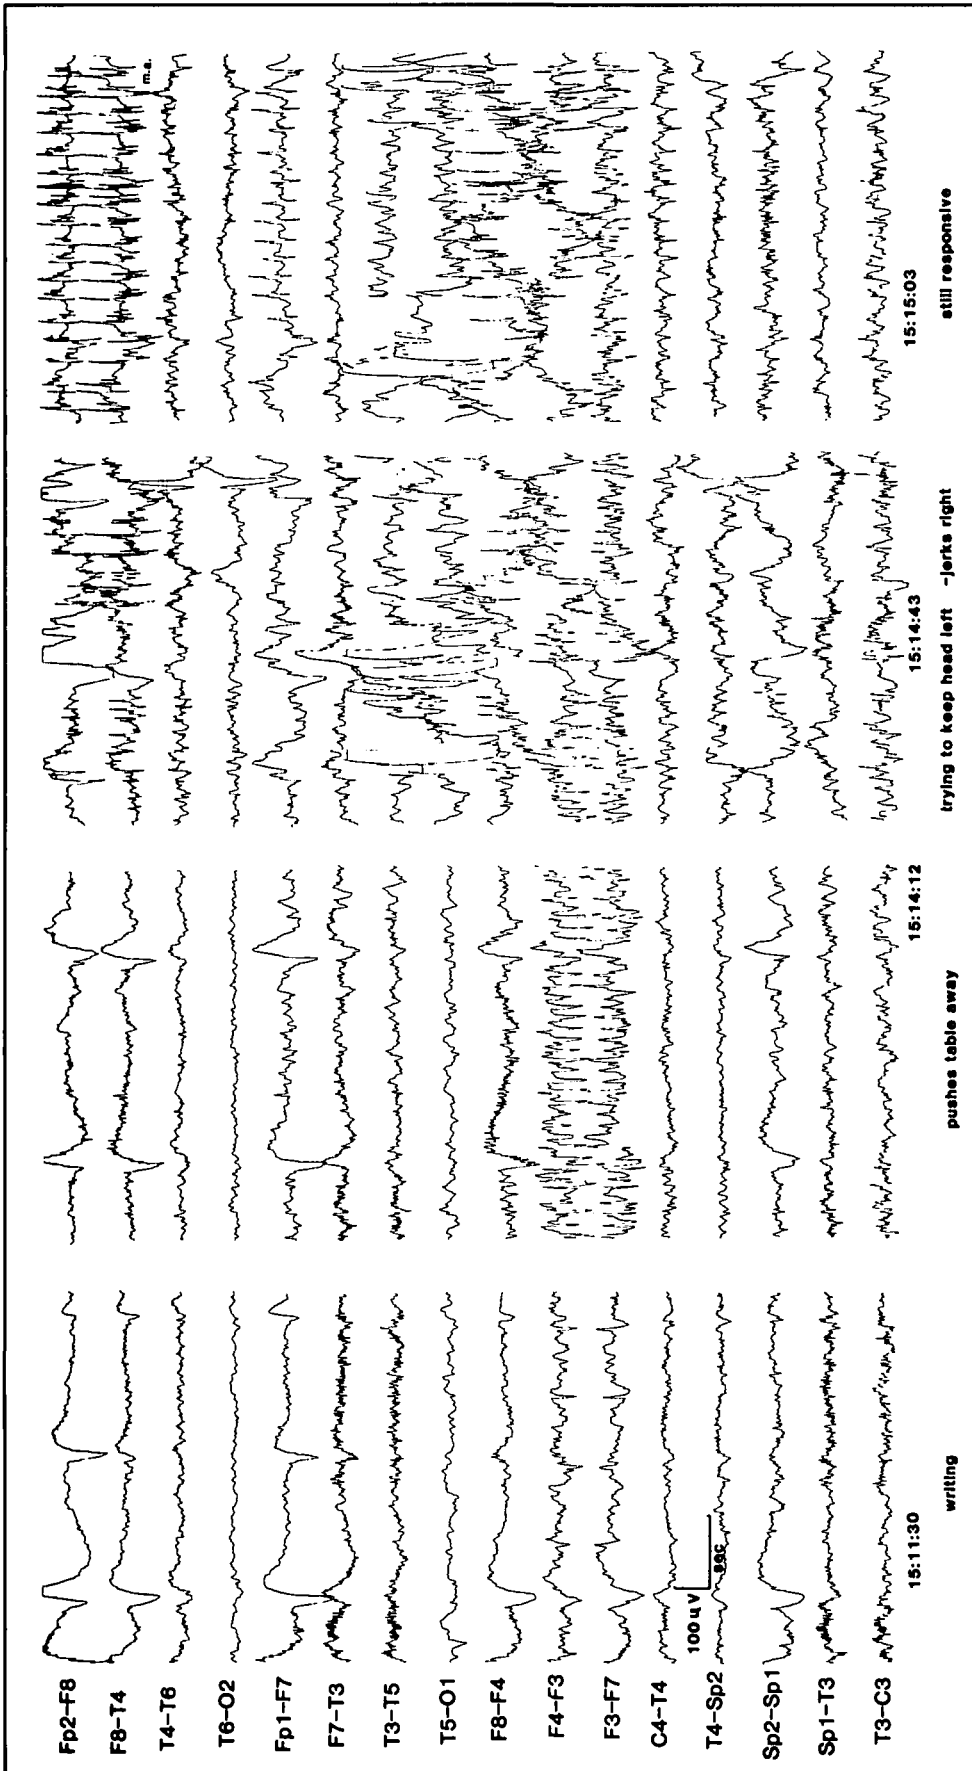 Fp2-F8
F8-T4
T4-T6
T6-O2
Fp1-F7
F7-T3
T3-T5
T5-O1
F8-F4
F4-F3
F3-F7
C4-T4
T4-Sp2
Sp2-Sp1
Sp1-T3
T3-C3
100 uV
sec
m.a.
15:11:30
15:14:12
15:14:43
15:15:03
writing
pushes table away
trying to keep head left -jerks right
still responsive